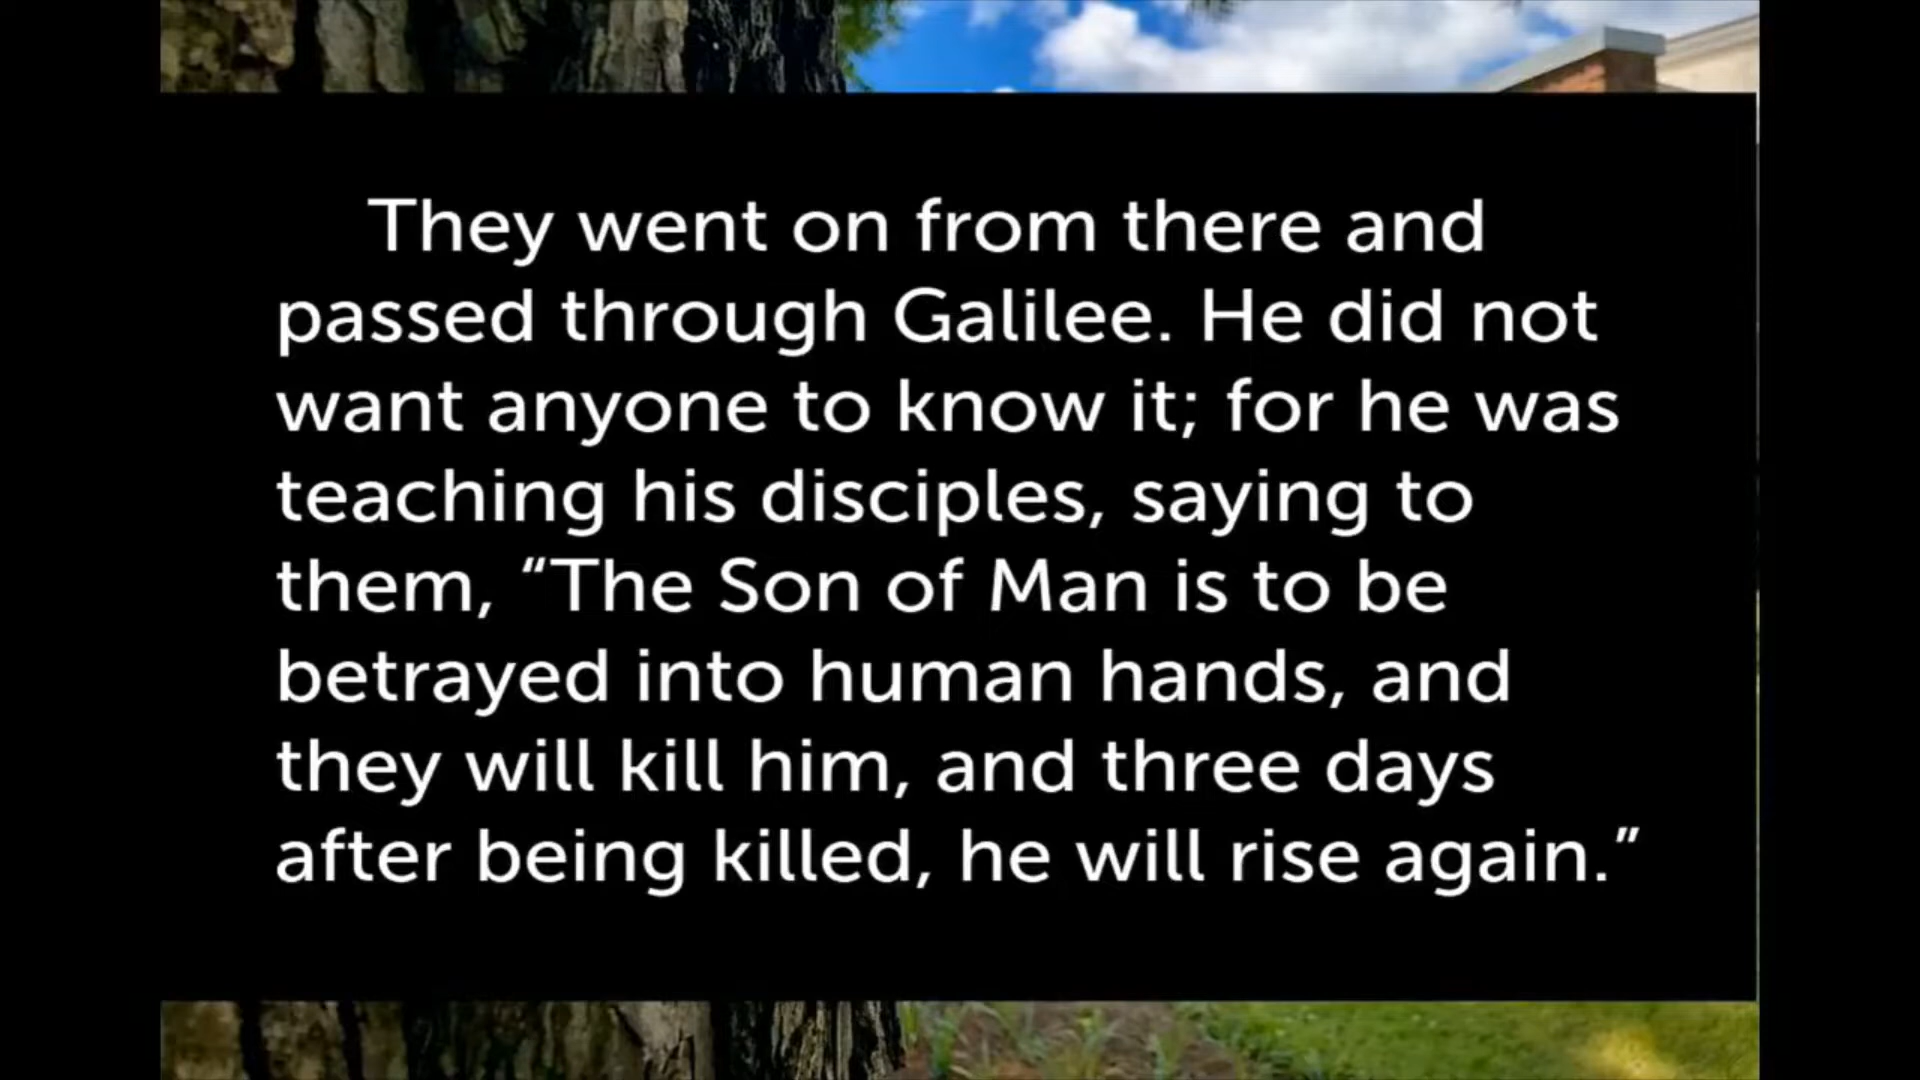 They went on from there and
passed through Galilee. He did not
want anyone to know it; for he was
teaching his disciples, saying to
them, “The Son of Man is to be
betrayed into human hands, and
they will kill him, and three days
after being killed, he will rise again.”